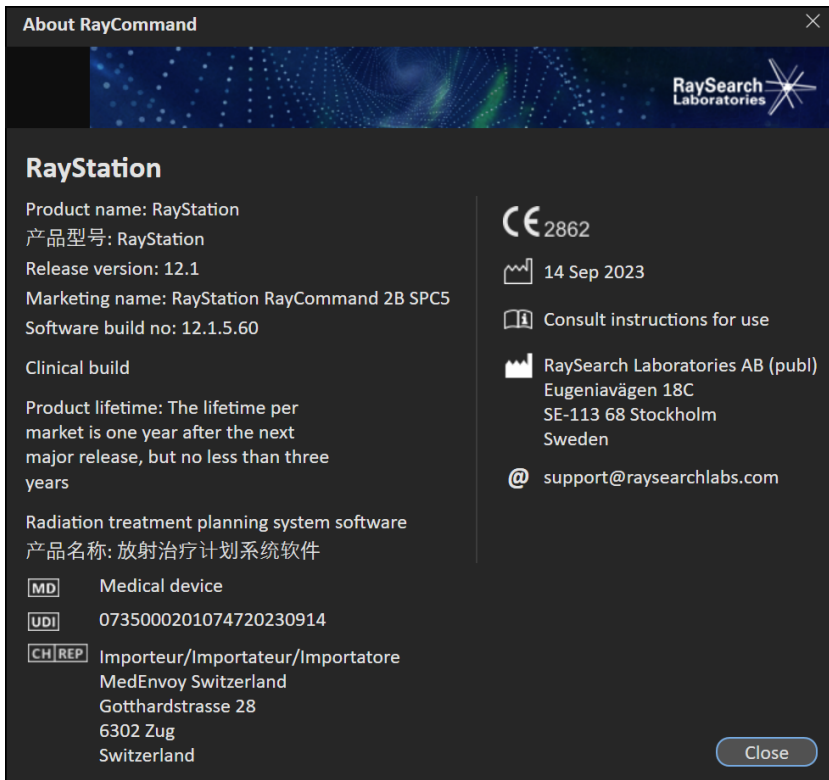 About RayCommand
RaySearch
Laboratories
RayStation
Product name: RayStation
产品型号: RayStation
Release version: 12.1
Marketing name: RayStation RayCommand 2B SPC5
Software build no: 12.1.5.60
Clinical build
Product lifetime: The lifetime per
market is one year after the next
major release, but no less than three
years
Radiation treatment planning system software
产品名称: 放射治疗计划系统软件
MD Medical device
UDI 0735000201074720230914
CH REP Importeur/Importateur/Importatore
MedEnvoy Switzerland
Gotthardstrasse 28
6302 Zug
Switzerland
CE 2862
14 Sep 2023
Consult instructions for use
RaySearch Laboratories AB (publ)
Eugeniavägen 18C
SE-113 68 Stockholm
Sweden
@ support@raysearchlabs.com
Close